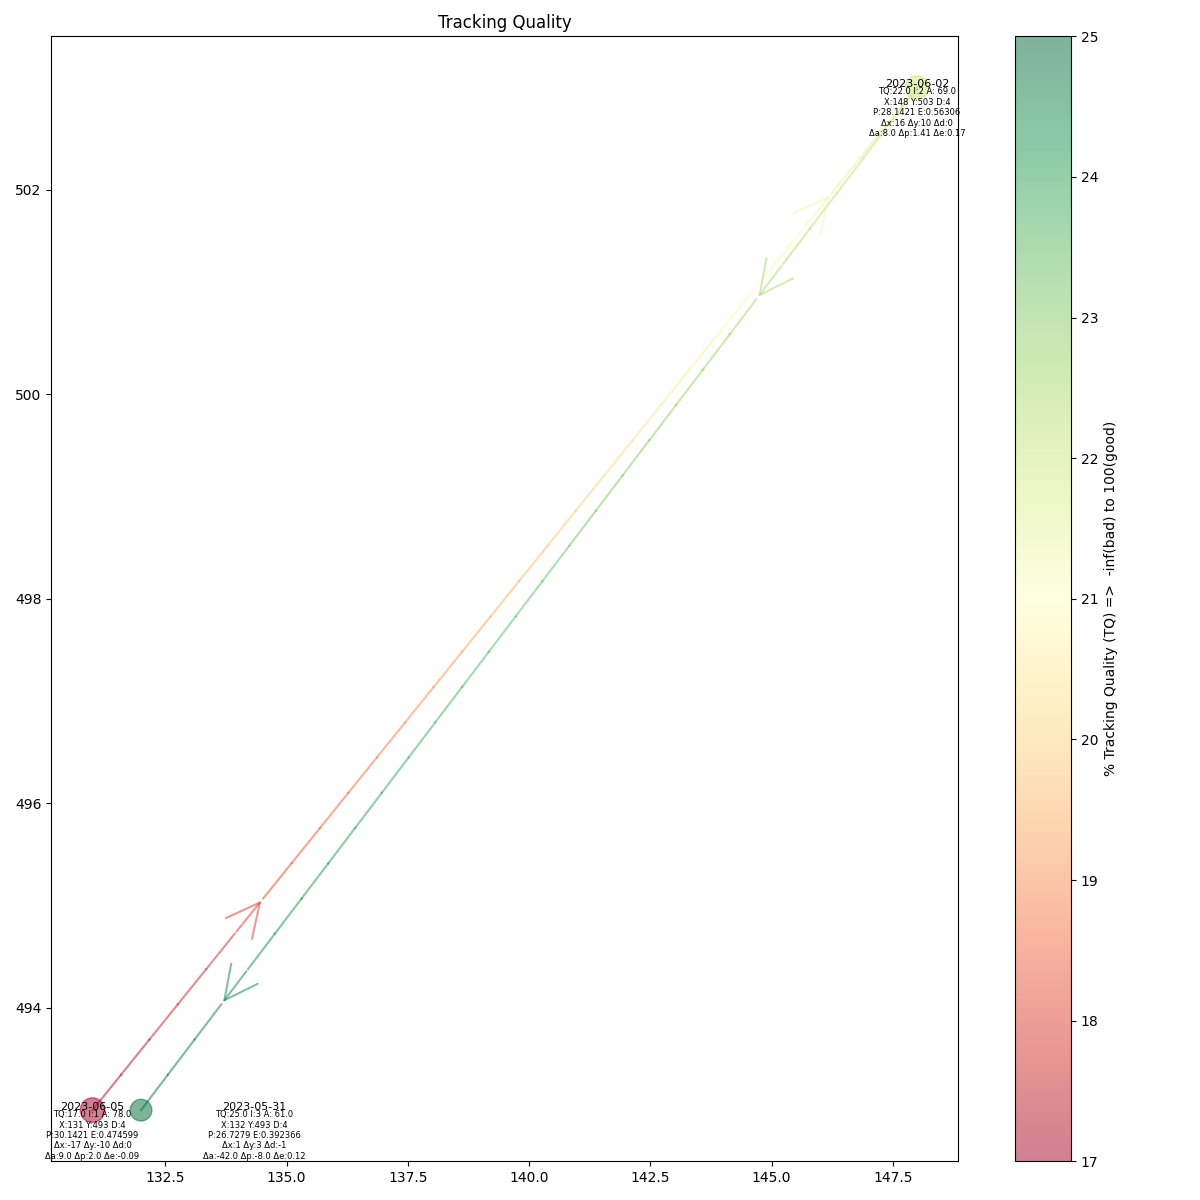 Tracking Quality
2023-06-02
TQ:22.0 I:2 A: 69.0
X:148 Y:503 D:4
P:28.1421 E:0.56306
Δx:16 Δy:10 Δd:0
Δa:8.0 Δp:1.41 Δe:0.17
502
500
498
496
494
2023-06-05
TQ:17.0 I:1 A: 78.0
X:131 Y:493 D:4
P:30.1421 E:0.474599
Δx:-17 Δy:-10 Δd:0
Δa:9.0 Δp:2.0 Δe:-0.09
2023-05-31
TQ:25.0 I:3 A: 61.0
X:132 Y:493 D:4
P:26.7279 E:0.392366
Δx:1 Δy:3 Δd:-1
Δa:-42.0 Δp:-8.0 Δe:0.12
132.5 135.0 137.5 140.0 142.5 145.0 147.5
25
24
23
22
21
20
19
18
17
% Tracking Quality (TQ) => -inf(bad) to 100(good)